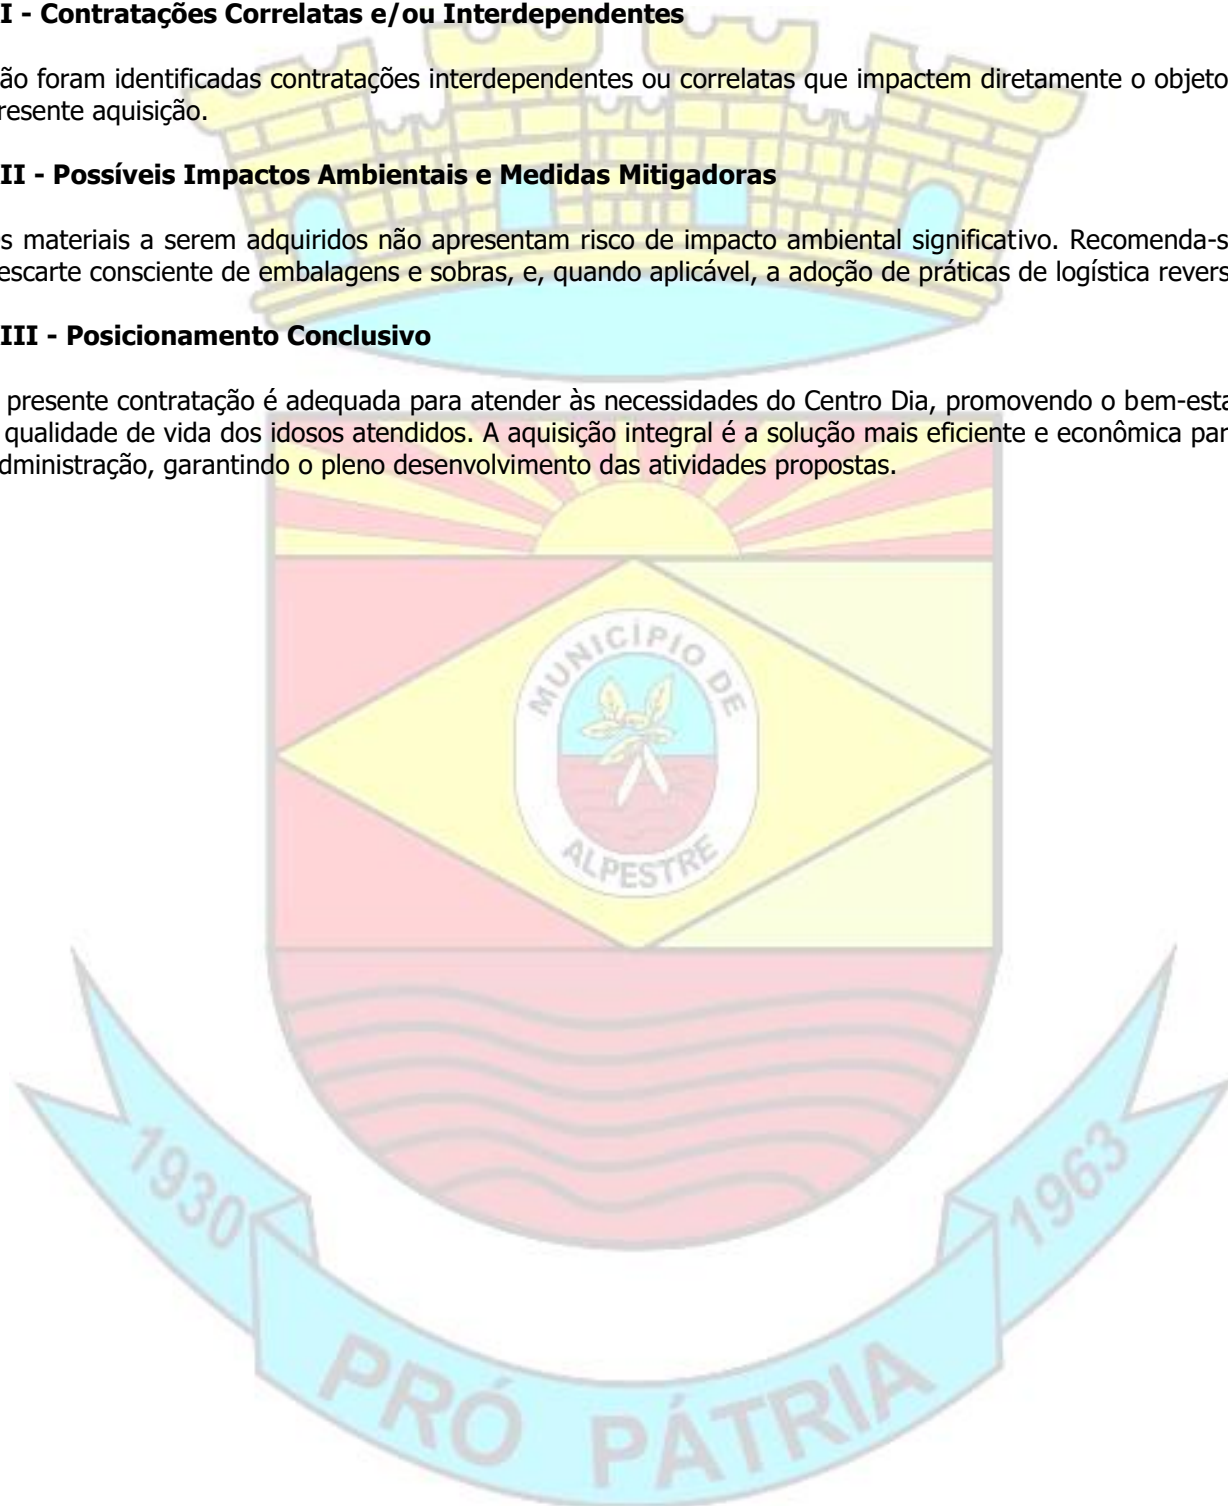 I - Contratações Correlatas e/ou Interdependentes
ão foram identificadas contratações interdependentes ou correlatas que impactem diretamente o objeto
resente aquisição.
II - Possíveis Impactos Ambientais e Medidas Mitigadoras
s materiais a serem adquiridos não apresentam risco de impacto ambiental significativo. Recomenda-s
escarte consciente de embalagens e sobras, e, quando aplicável, a adoção de práticas de logística revers
III - Posicionamento Conclusivo
presente contratação é adequada para atender às necessidades do Centro Dia, promovendo o bem-esta
qualidade de vida dos idosos atendidos. A aquisição integral é a solução mais eficiente e econômica par
dministração, garantindo o pleno desenvolvimento das atividades propostas.
MUNICÍPIO DE
ALPESTRE
1930
1963
PRÓ PÁTRIA